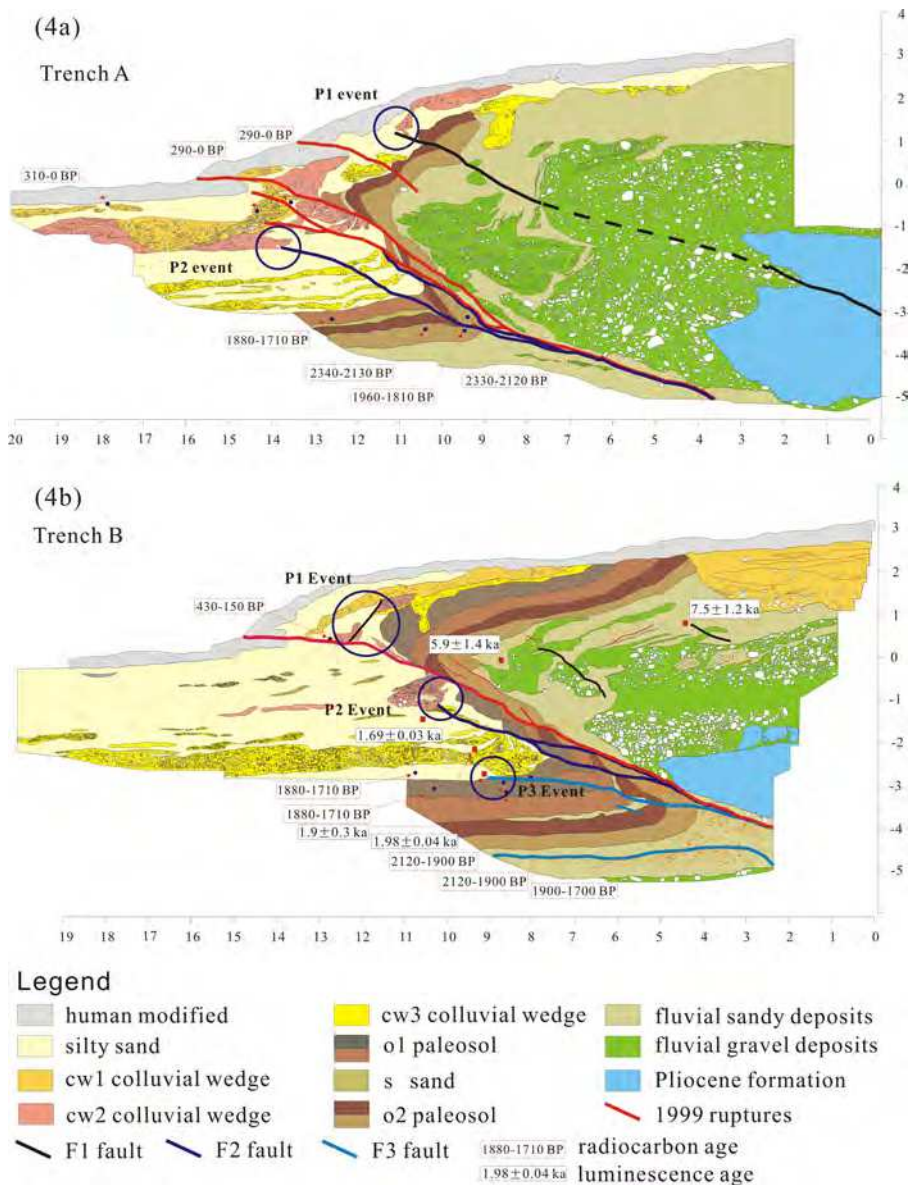 (4a)
Trench A
P1 event
290-0 BP
290-0 BP
310-0 BP
P2 event
1880-1710 BP
2340-2130 BP
1960-1810 BP
2330-2120 BP
4
3
2
1
0
-1
-2
-3
-4
-5
20 19 18 17 16 15 14 13 12 11 10 9 8 7 6 5 4 3 2 1 0
(4b)
Trench B
P1 Event
430-150 BP
7.5±1.2 ka
5.9±1.4 ka
P2 Event
1.69±0.03 ka
1880-1710 BP
P3 Event
1880-1710 BP
1.9±0.3 ka
1.98±0.04 ka
2120-1900 BP
2120-1900 BP
1900-1700 BP
4
3
2
1
0
-1
-2
-3
-4
-5
19 18 17 16 15 14 13 12 11 10 9 8 7 6 5 4 3 2 1 0
Legend
human modified
silty sand
cw1 colluvial wedge
cw2 colluvial wedge
cw3 colluvial wedge
o1 paleosol
s sand
o2 paleosol
fluvial sandy deposits
fluvial gravel deposits
Pliocene formation
1999 ruptures
F1 fault
F2 fault
F3 fault
1880-1710 BP radiocarbon age
1.98±0.04 ka luminescence age